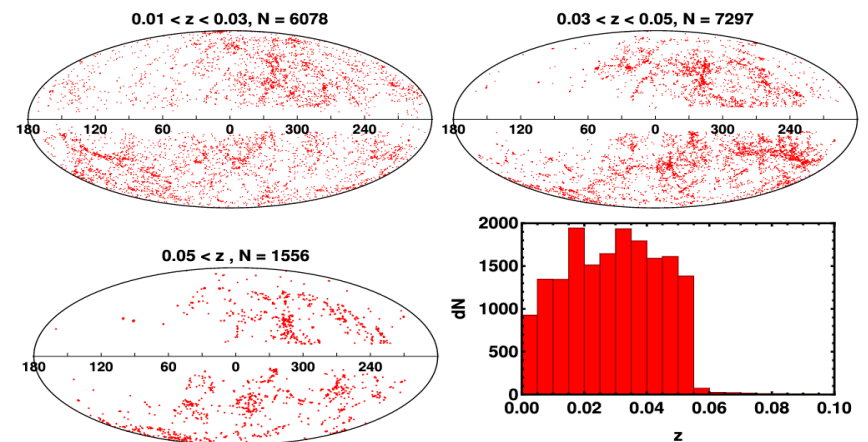 0.01 < z < 0.03, N = 6078
180 120 60 0 300 240
0.03 < z < 0.05, N = 7297
180 120 60 0 300 240
0.05 < z , N = 1556
180 120 60 0 300 240
2000
1500
1000
500
0
dN
0.00 0.02 0.04 0.06 0.08 0.10
z